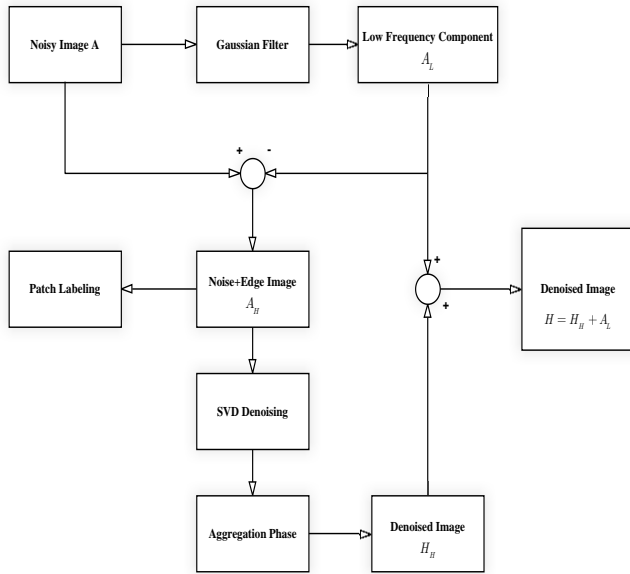 Noisy Image A
Gaussian Filter
Low Frequency Component
A_L
+
-
Patch Labeling
Noise+Edge Image
A_H
+
+
Denoised Image
H = H_H + A_L
SVD Denoising
Aggregation Phase
Denoised Image
H_H